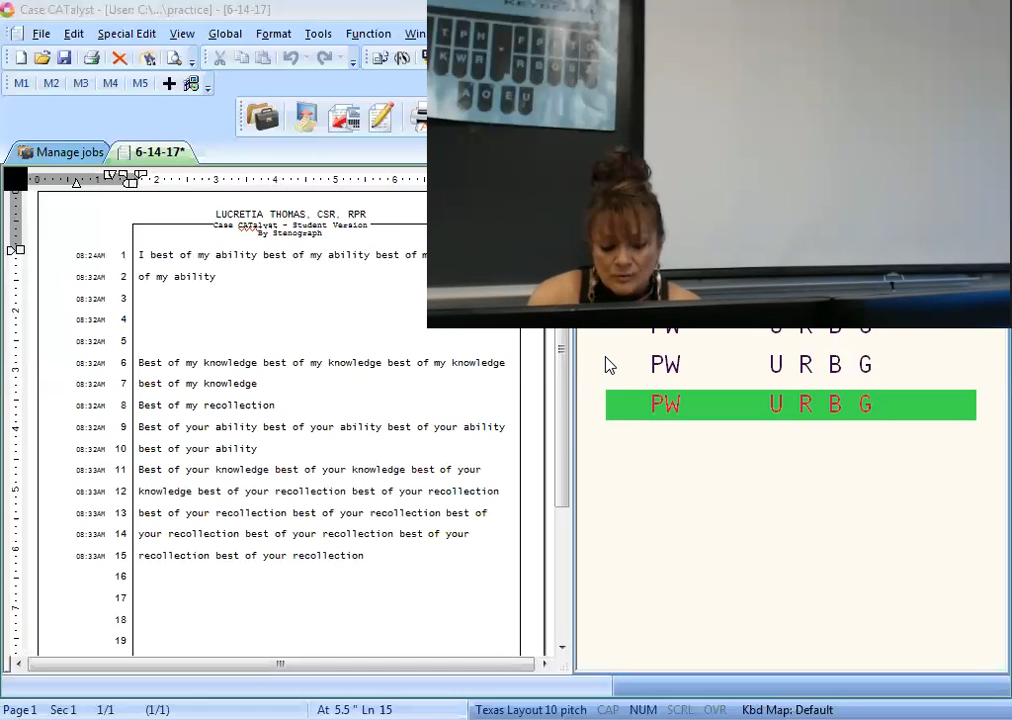 Case CATalyst - [User: C:\...\practice] - [6-14-17]
File Edit Special Edit View Global Format Tools Function Win
M1 M2 M3 M4 M5
Manage jobs 6-14-17*
0 1 2 3 4 5 6
LUCRETIA THOMAS, CSR, RPR
Case CATalyst - Student Version
By Stenograph
08:24AM 1 I best of my ability best of my ability best of m
08:32AM 2 of my ability
08:32AM 3
08:32AM 4
08:32AM 5
08:32AM 6 Best of my knowledge best of my knowledge best of my knowledge
08:32AM 7 best of my knowledge
08:32AM 8 Best of my recollection
08:32AM 9 Best of your ability best of your ability best of your ability
08:32AM 10 best of your ability
08:33AM 11 Best of your knowledge best of your knowledge best of your
08:33AM 12 knowledge best of your recollection best of your recollection
08:33AM 13 best of your recollection best of your recollection best of
08:33AM 14 your recollection best of your recollection best of your
08:33AM 15 recollection best of your recollection
16
17
18
19
T P H * F P L T D
K W R R B G S Z
A O E U
PW U R B G
PW U R B G
PW U R B G
Page 1 Sec 1 1/1 (1/1) At 5.5 " Ln 15 Texas Layout 10 pitch CAP NUM SCRL OVR Kbd Map: Default